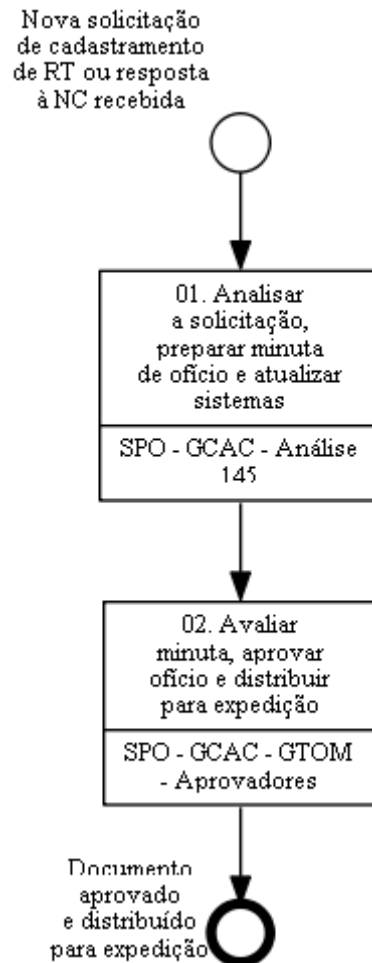 Nova solicitação
de cadastramento
de RT ou resposta
à NC recebida
01. Analisar
a solicitação,
preparar minuta
de ofício e atualizar
sistemas
SPO - GCAC - Análise
145
02. Avaliar
minuta, aprovar
ofício e distribuir
para expedição
SPO - GCAC - GTOM
- Aprovadores
Documento
aprovado
e distribuído
para expedição